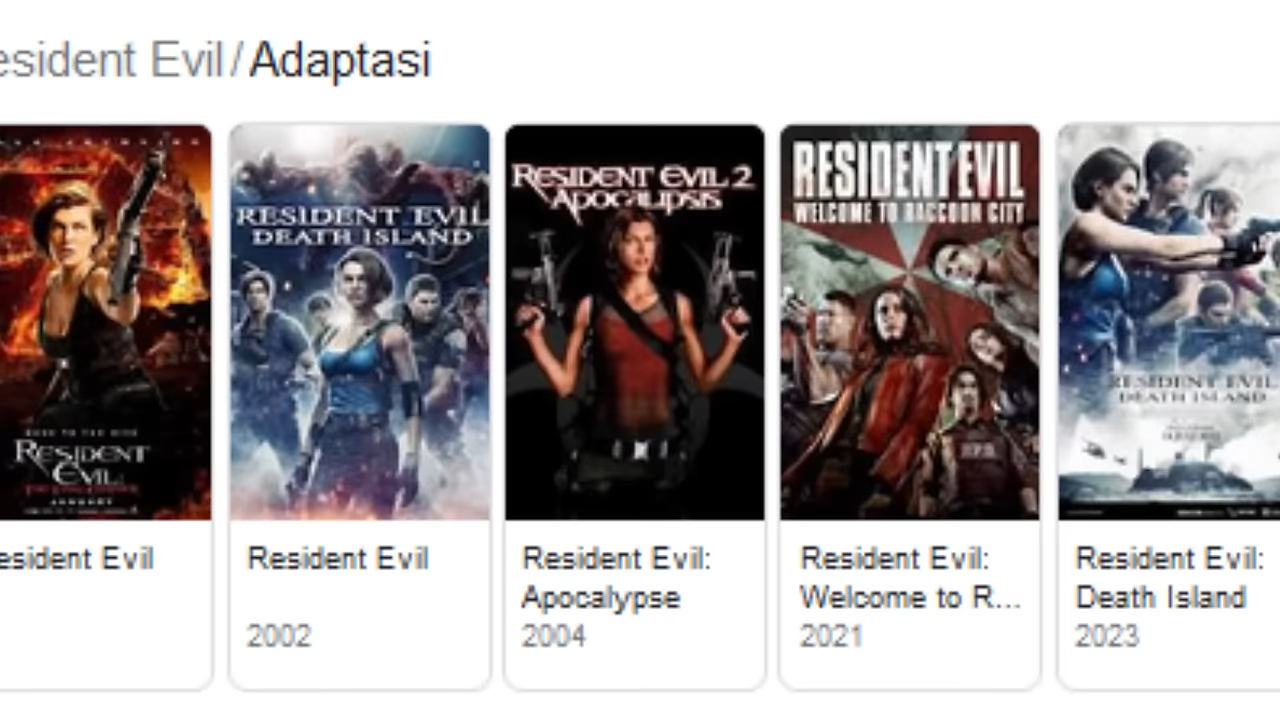 esident Evil/Adaptasi
RESIDENT
EVIL:
JANUARY
RESIDENT EVIL
DEATH ISLAND
RESIDENT EVIL 2
APOCALIPSIS
RESIDENT EVIL
WELCOME TO RACCOON CITY
RESIDENT EVIL
DEATH ISLAND
esident Evil
Resident Evil
2002
Resident Evil:
Apocalypse
2004
Resident Evil:
Welcome to R...
2021
Resident Evil:
Death Island
2023